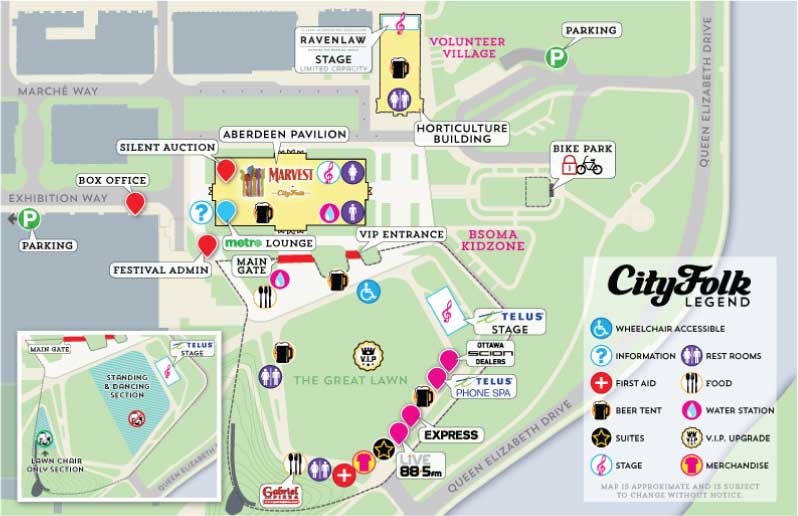 RAVENLAW
STAGE
LIMITED CAPACITY
VOLUNTEER
VILLAGE
PARKING
P
QUEEN ELIZABETH DRIVE
MARCHÉ WAY
HORTICULTURE
BUILDING
ABERDEEN PAVILION
SILENT AUCTION
MARVEST
CityFolk
BIKE PARK
BOX OFFICE
EXHIBITION WAY
P
PARKING
?
metro LOUNGE
VIP ENTRANCE
BSOMA
KIDZONE
FESTIVAL ADMIN
MAIN
GATE
TELUS
STAGE
OTTAWA
SCION
DEALERS
TELUS
PHONE SPA
V.I.P
THE GREAT LAWN
EXPRESS
LiVE
88.5fm
Gabriel
PIZZA
QUEEN ELIZABETH DRIVE
MAIN GATE
TELUS
STAGE
STANDING
& DANCING
SECTION
LAWN CHAIR
ONLY SECTION
QUEEN ELIZABETH DRIVE
CityFolk
LEGEND
WHEELCHAIR ACCESSIBLE
? INFORMATION
REST ROOMS
FIRST AID
FOOD
BEER TENT
WATER STATION
SUITES
V.I.P. V.I.P. UPGRADE
STAGE
MERCHANDISE
MAP IS APPROXIMATE AND IS SUBJECT
TO CHANGE WITHOUT NOTICE.